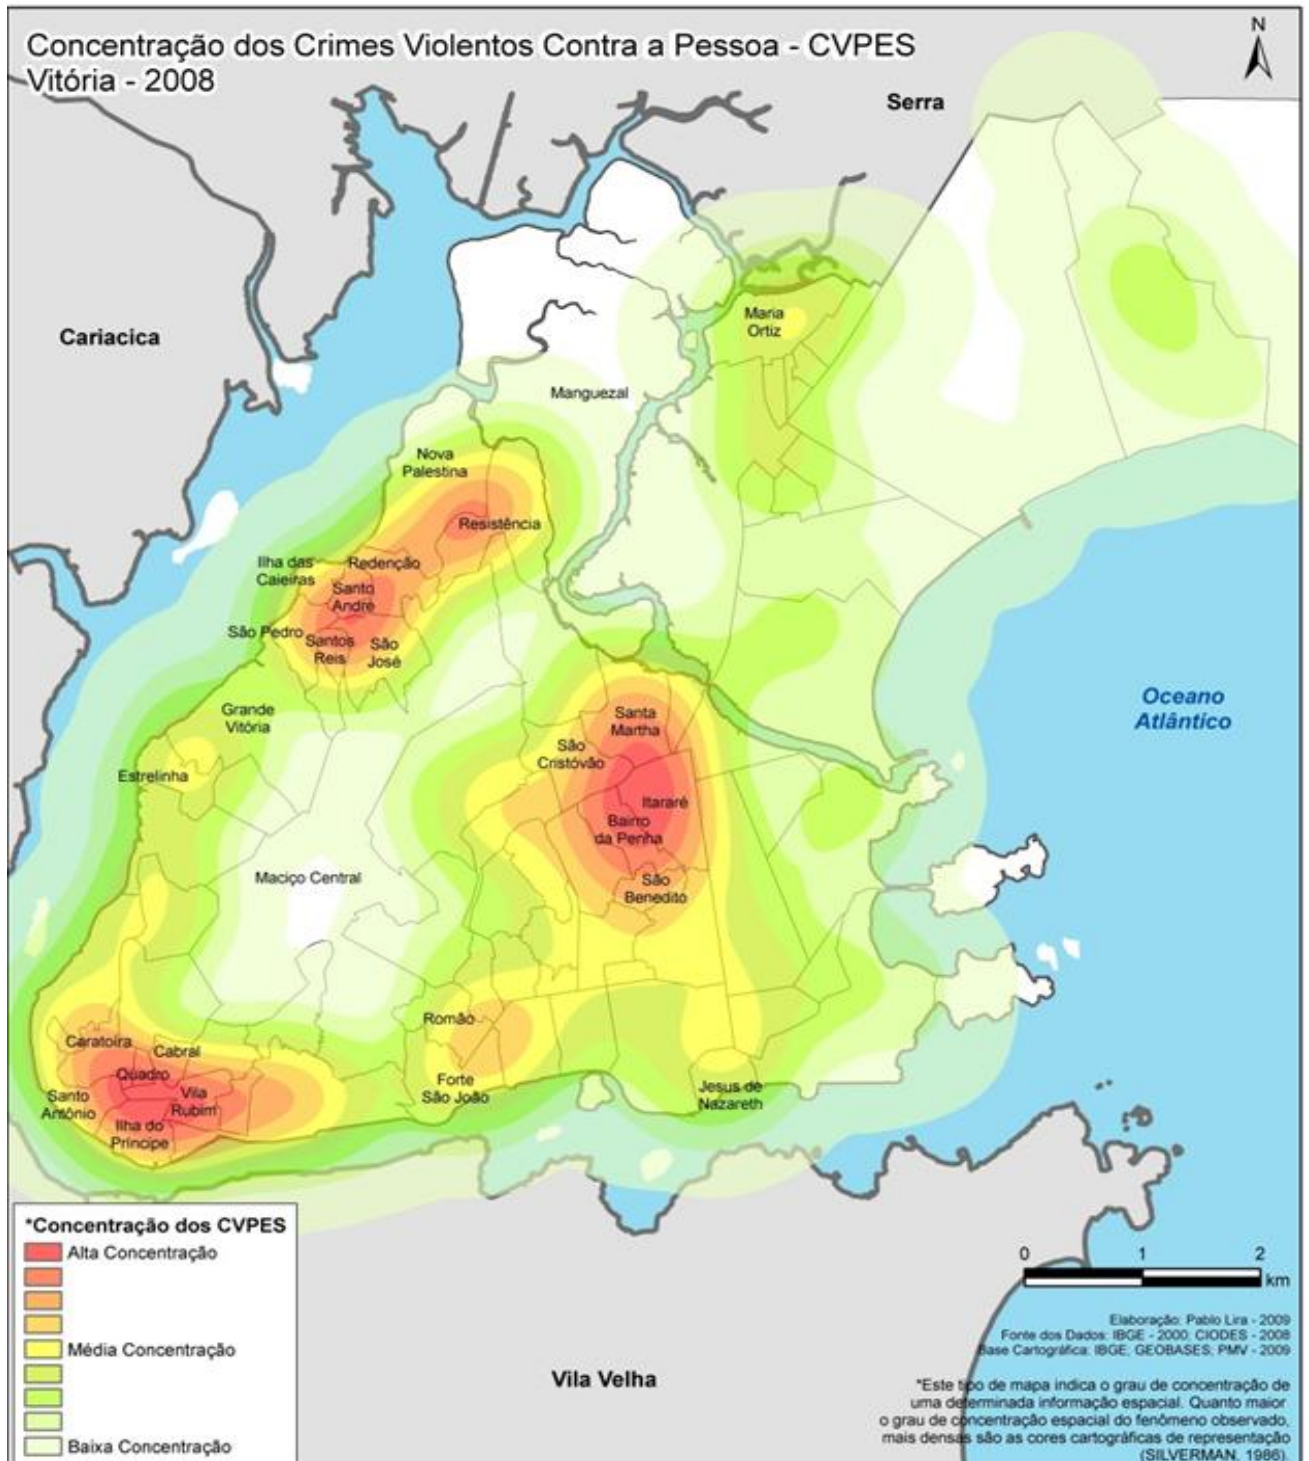 Concentração dos Crimes Violentos Contra a Pessoa - CVPES
Vitória - 2008
N
Serra
Cariacica
Maria
Ortiz
Manguezal
Nova
Palestina
Resistência
Ilha das
Caieiras
Redenção
Santo
André
São Pedro
Santos
Reis
São
José
Grande
Vitória
Santa
Martha
Oceano
Atlântico
São
Cristóvão
Estrelinha
Itararé
Bairro
da Penha
Maciço Central
São
Benedito
Romão
Caratoíra
Cabral
Quadro
Forte
São João
Jesus de
Nazareth
Santo
Antônio
Vila
Rubim
Ilha do
Príncipe
*Concentração dos CVPES
Alta Concentração
Média Concentração
Baixa Concentração
0 1 2
km
Vila Velha
Elaboração: Pablo Lira - 2009
Fonte dos Dados: IBGE - 2000; CIODES - 2008
Base Cartográfica: IBGE; GEOBASES; PMV - 2009
*Este tipo de mapa indica o grau de concentração de
uma determinada informação espacial. Quanto maior
o grau de concentração espacial do fenômeno observado,
mais densas são as cores cartográficas de representação
(SILVERMAN, 1986).